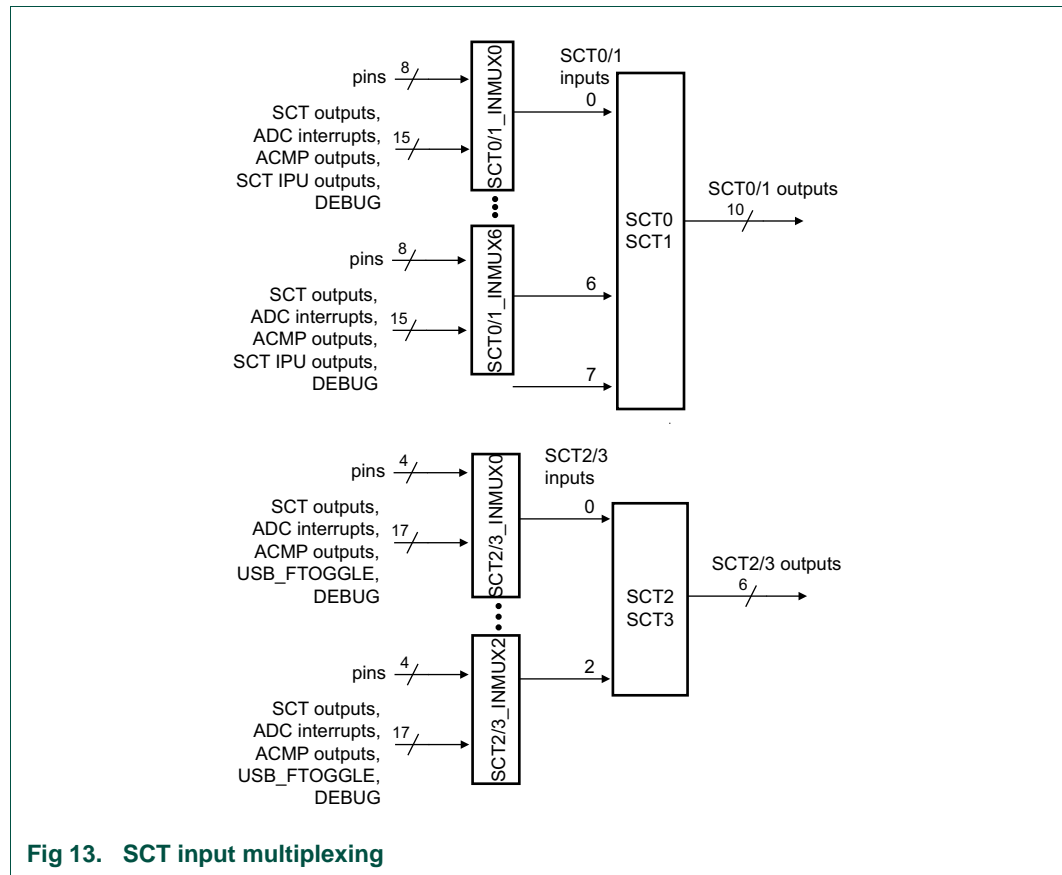 pins
8
SCT outputs,
ADC interrupts,
ACMP outputs,
SCT IPU outputs,
DEBUG
15
SCT0/1_INMUX0
SCT0/1
inputs
0
pins
8
SCT outputs,
ADC interrupts,
ACMP outputs,
SCT IPU outputs,
DEBUG
15
SCT0/1_INMUX6
6
7
SCT0
SCT1
SCT0/1 outputs
10
pins
4
SCT outputs,
ADC interrupts,
ACMP outputs,
USB_FTOGGLE,
DEBUG
17
SCT2/3_INMUX0
SCT2/3
inputs
0
pins
4
SCT outputs,
ADC interrupts,
ACMP outputs,
USB_FTOGGLE,
DEBUG
17
SCT2/3_INMUX2
2
SCT2
SCT3
SCT2/3 outputs
6
Fig 13. SCT input multiplexing